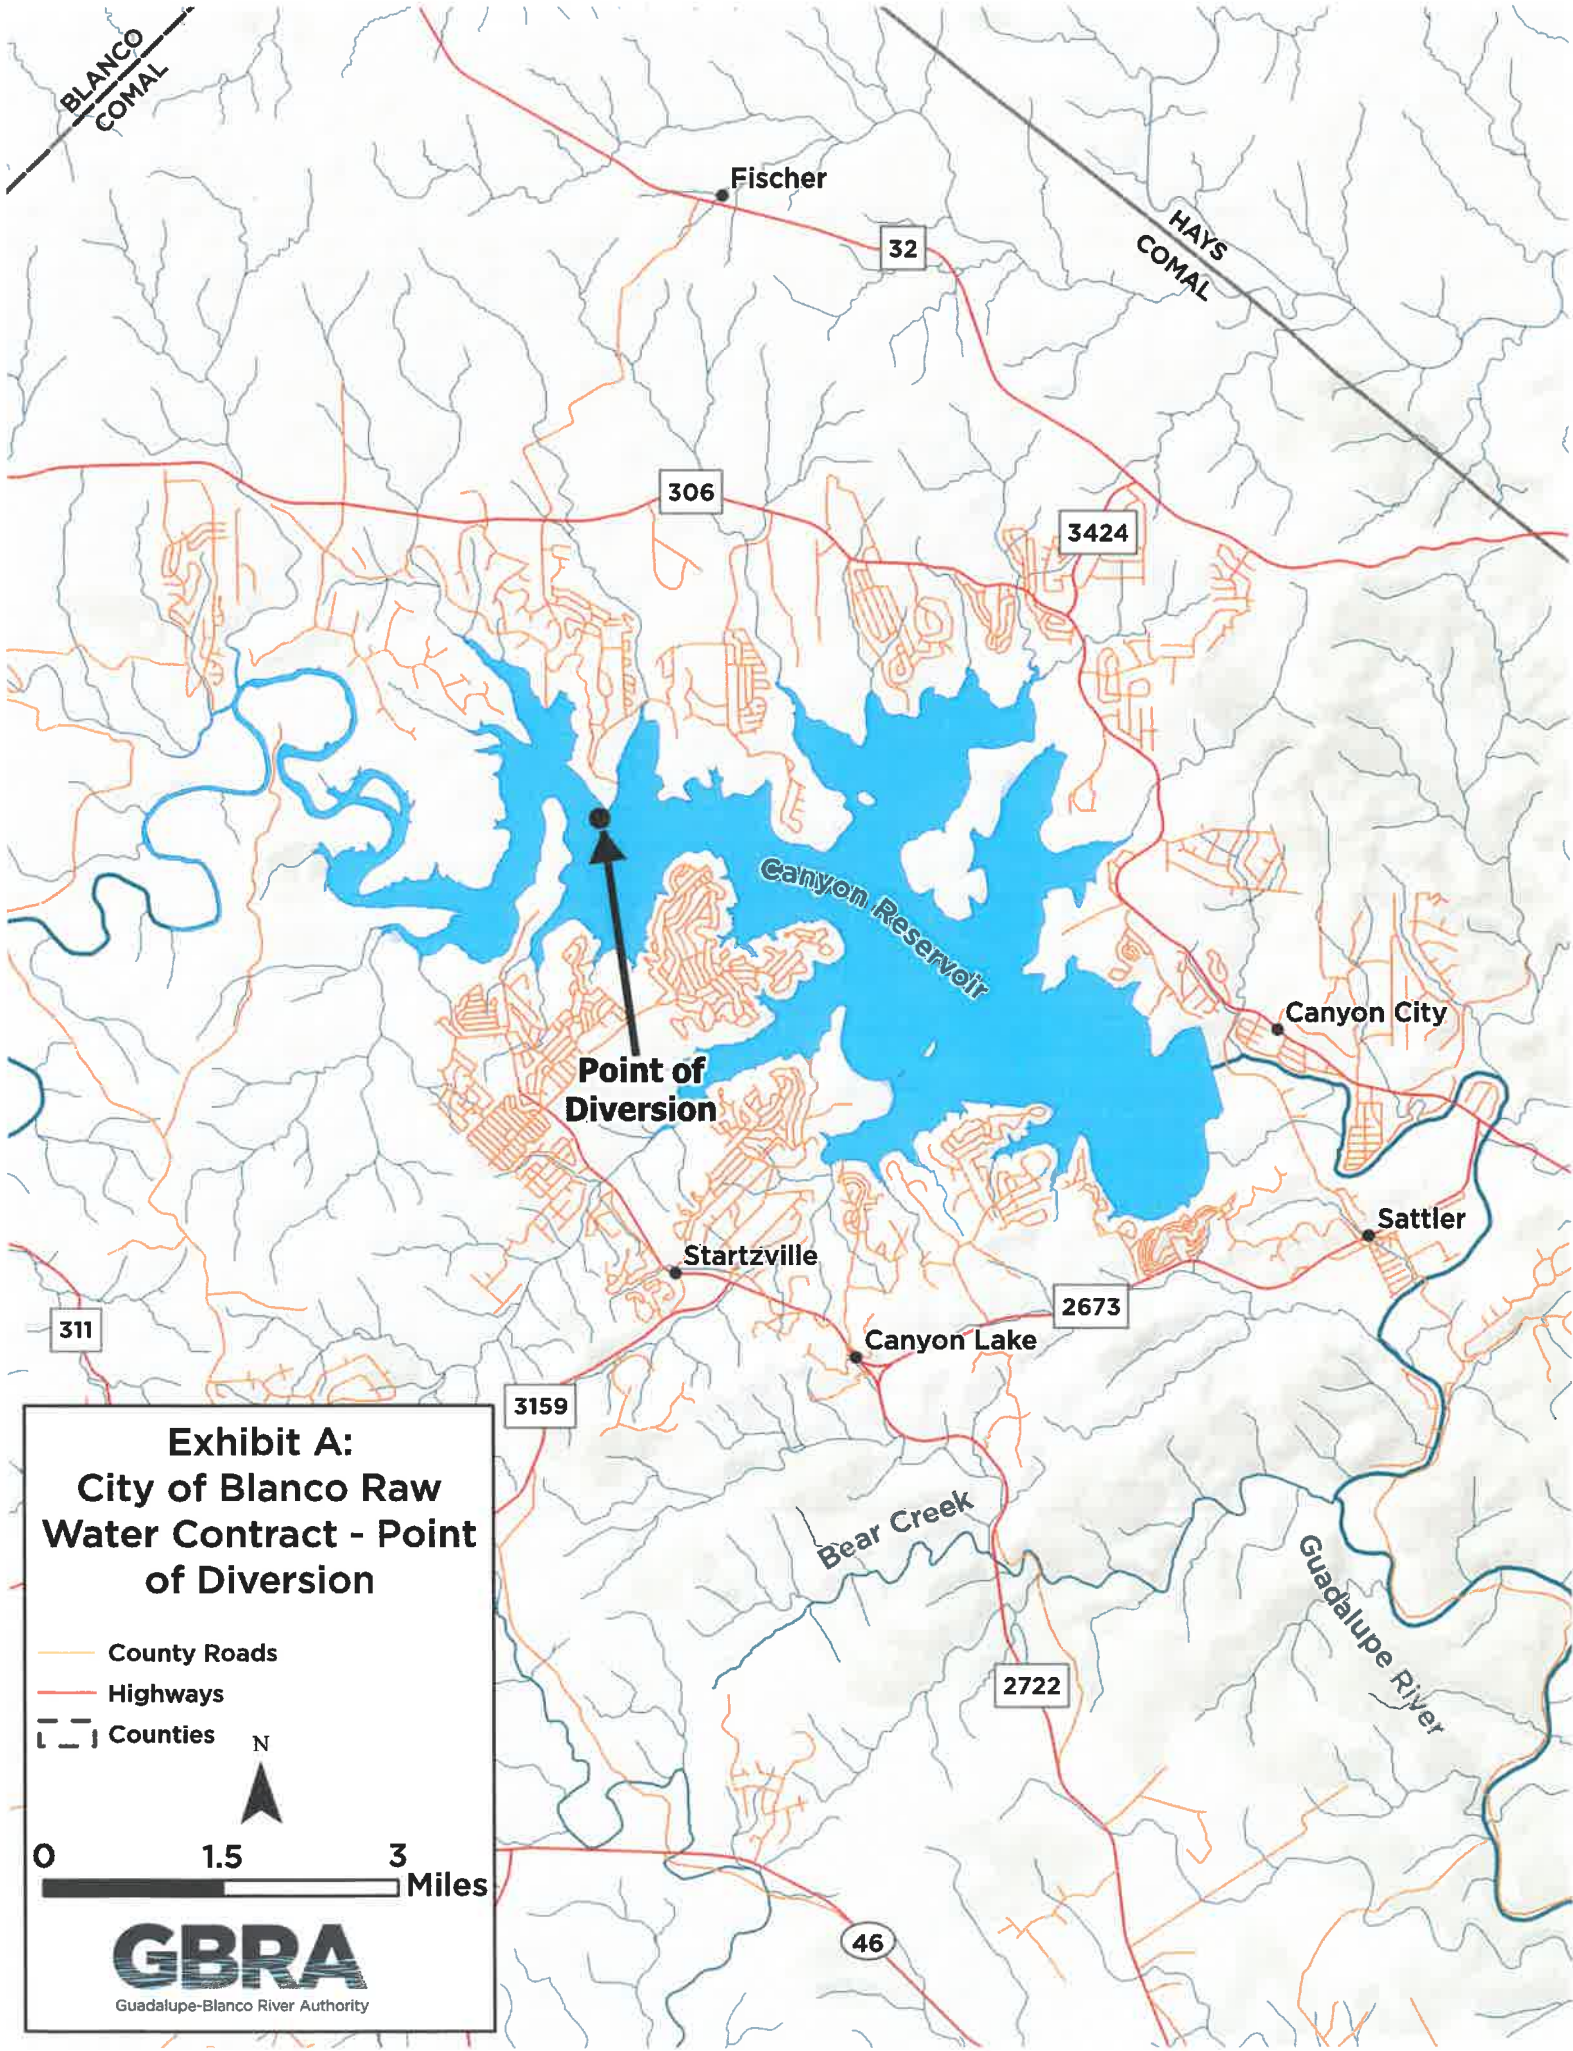 BLANCO
COMAL
Fischer
32
HAYS
COMAL
306
3424
Canyon Reservoir
Canyon City
Point of
Diversion
Sattler
Startzville
2673
311
Canyon Lake
3159
Exhibit A:
City of Blanco Raw
Water Contract - Point
of Diversion
Bear Creek
Guadalupe River
County Roads
Highways
2722
Counties
N
0 1.5 3
Miles
GBRA
Guadalupe-Blanco River Authority
46